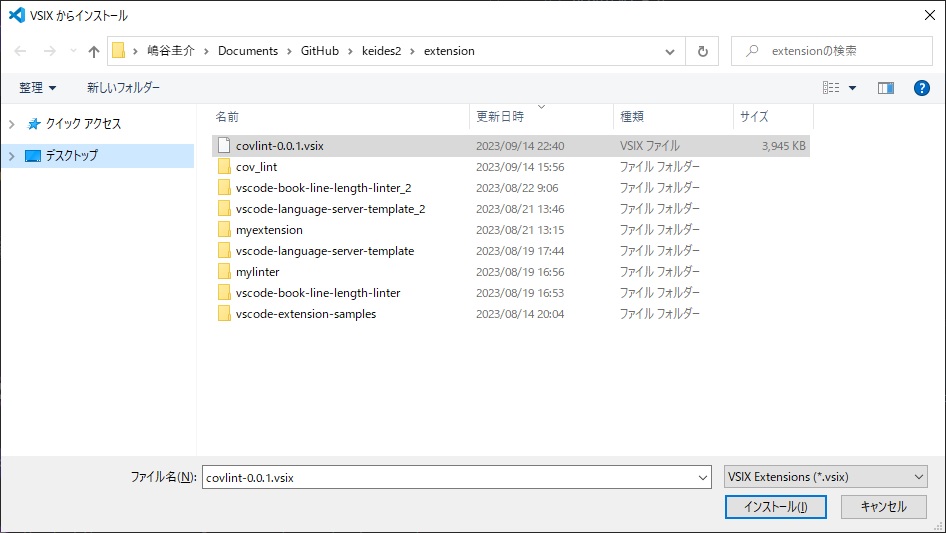 VSIX からインストール
嶋谷圭介 Documents GitHub keides2 extension
extensionの検索
整理 新しいフォルダー
クイック アクセス
デスクトップ
名前 更新日時 種類 サイズ
covlint-0.0.1.vsix 2023/09/14 22:40 VSIX ファイル 3,945 KB
cov_lint 2023/09/14 15:56 ファイル フォルダー
vscode-book-line-length-linter_2 2023/08/22 9:06 ファイル フォルダー
vscode-language-server-template_2 2023/08/21 13:46 ファイル フォルダー
myextension 2023/08/21 13:15 ファイル フォルダー
vscode-language-server-template 2023/08/19 17:44 ファイル フォルダー
mylinter 2023/08/19 16:56 ファイル フォルダー
vscode-book-line-length-linter 2023/08/19 16:53 ファイル フォルダー
vscode-extension-samples 2023/08/14 20:04 ファイル フォルダー
ファイル名(N): covlint-0.0.1.vsix VSIX Extensions (*.vsix)
インストール(I) キャンセル